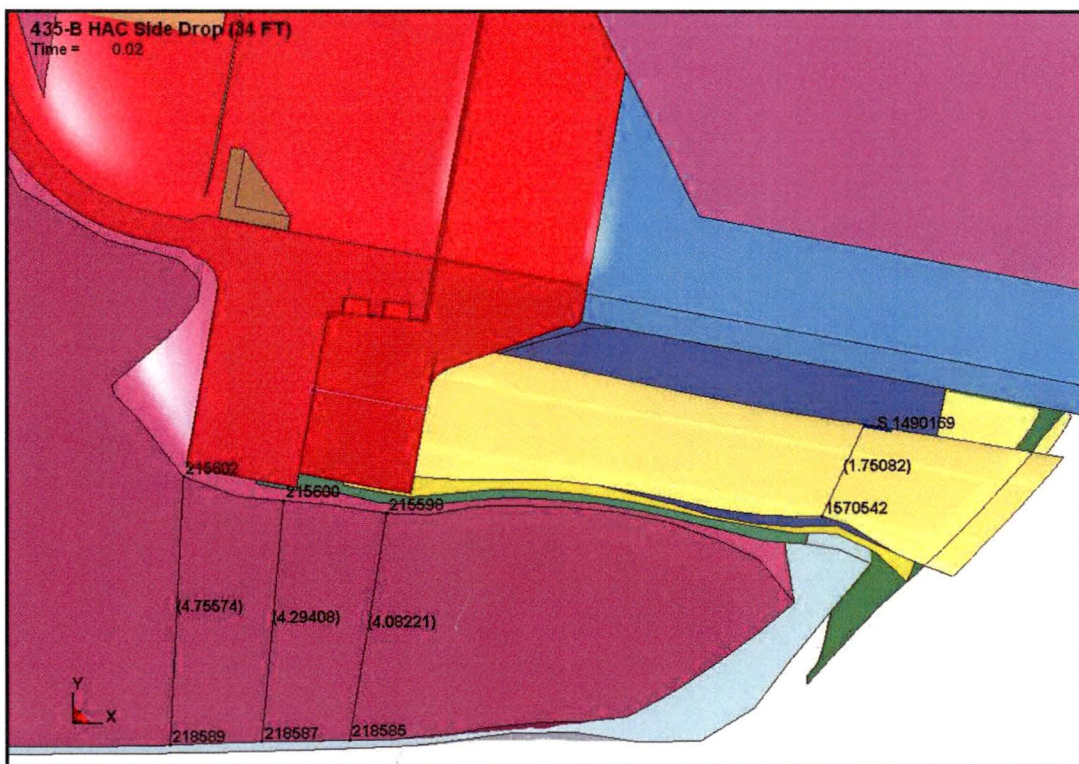 435-B HAC Side Drop (34 FT)
Time = 0.02
S 1490159
(1.75082)
215602
215600
215598
1570542
(4.75574)
(4.29408)
(4.08221)
Y
X
218589
218587
218585